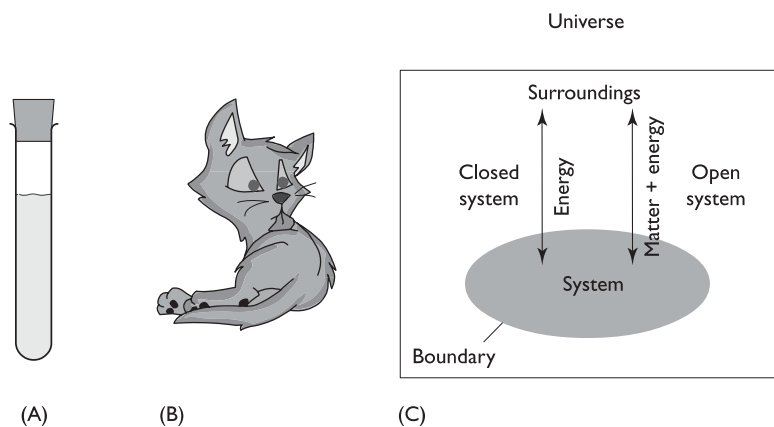 Universe
Surroundings
Closed
system
Energy
Matter + energy
Open
system
System
Boundary
(A)
(B)
(C)